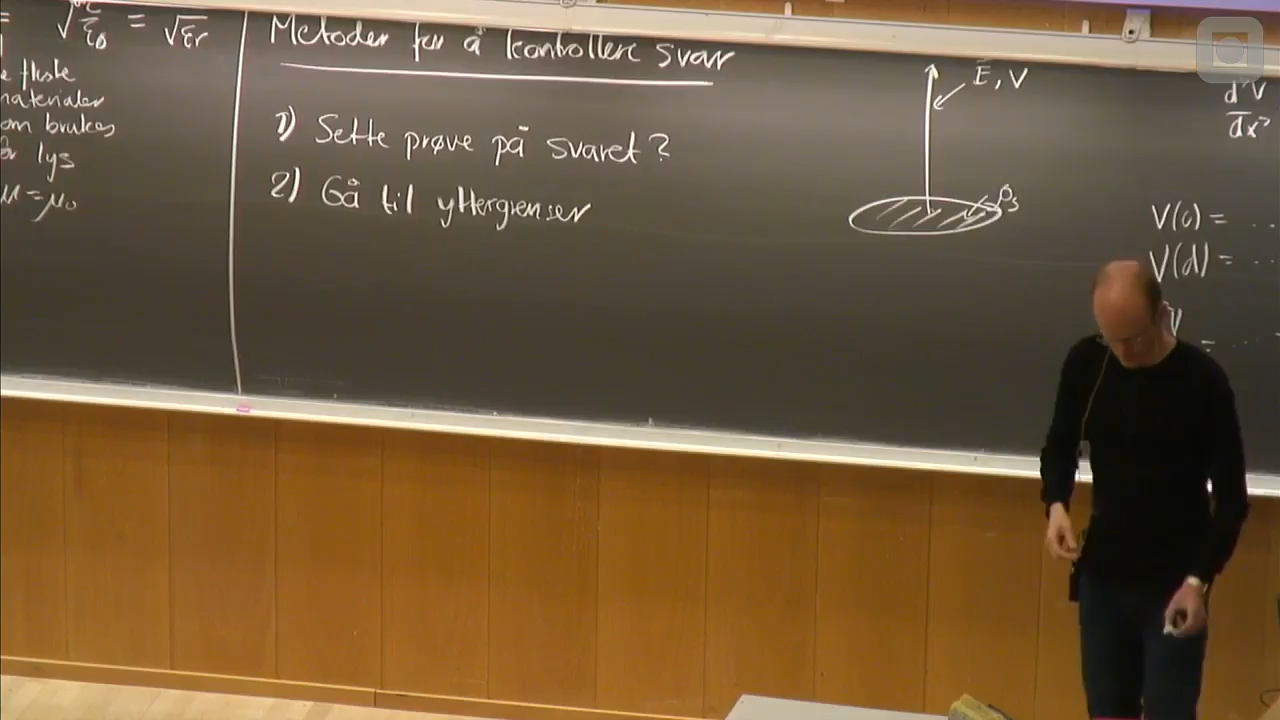 = √ε/ε₀ = √εr
e fleste
materialer
om brukes
for lys
μ = μ₀
Metoder for å kontrollere svar
1) Sette prøve på svaret?
2) Gå til yttergrenser
E, V
ρs
d²V
dx²
V(c) = ...
V(d) = ...
V
= ...